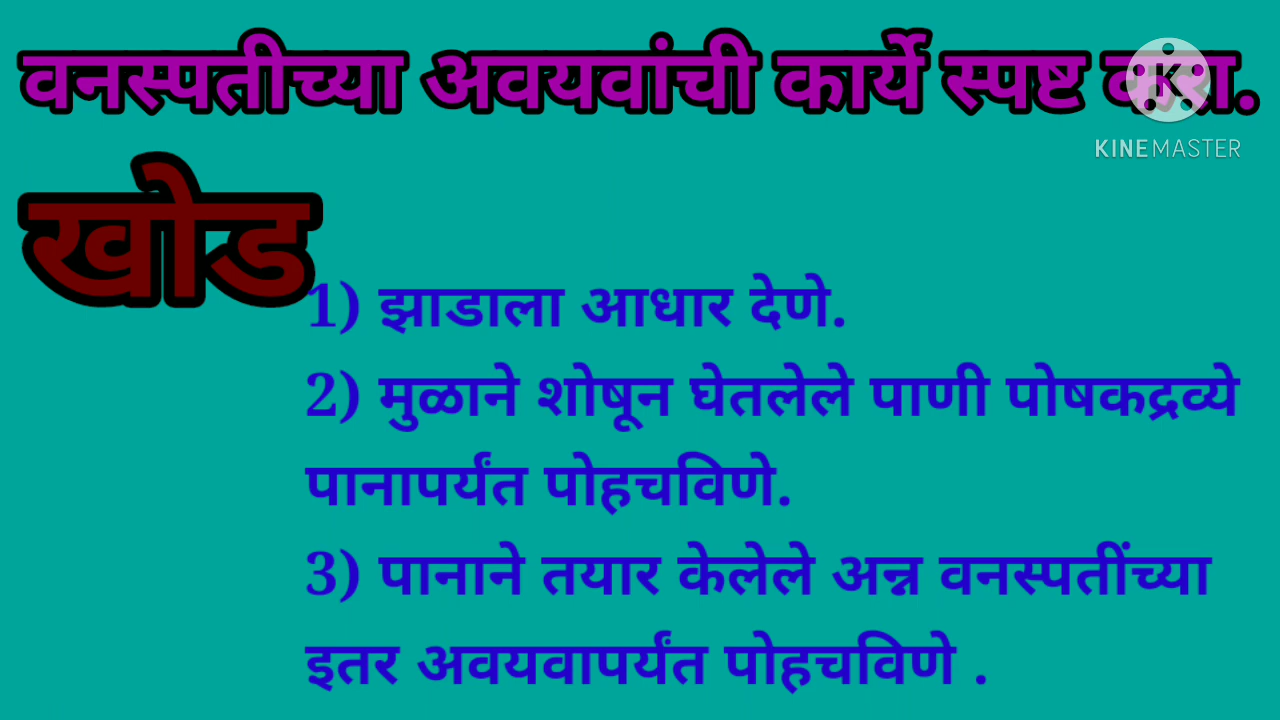 वनस्पतीच्या अवयवांची कार्ये स्पष्ट
KINEMASTER
खोड
1) झाडाला आधार देणे.
2) मुळाने शोषून घेतलेले पाणी पोषकद्रव्ये
पानापर्यंत पोहचविणे.
3) पानाने तयार केलेले अन्न वनस्पतींच्या
इतर अवयवापर्यंत पोहचविणे .